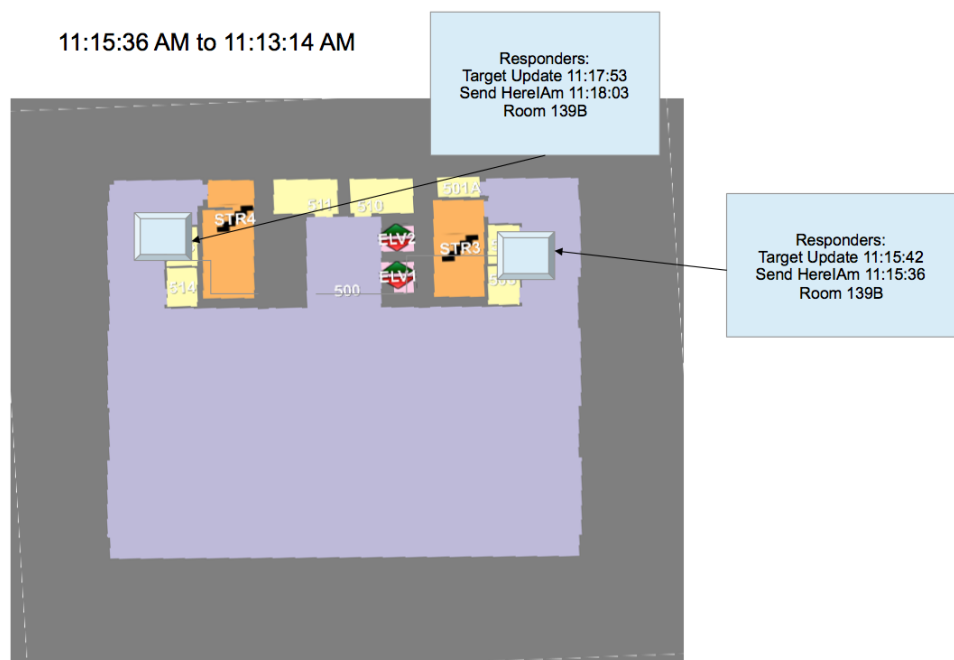 11:15:36 AM to 11:13:14 AM
Responders:
Target Update 11:17:53
Send HereIAm 11:18:03
Room 139B
Responders:
Target Update 11:15:42
Send HereIAm 11:15:36
Room 139B
511
510
501A
STR4
ELV2
STR3
514
500